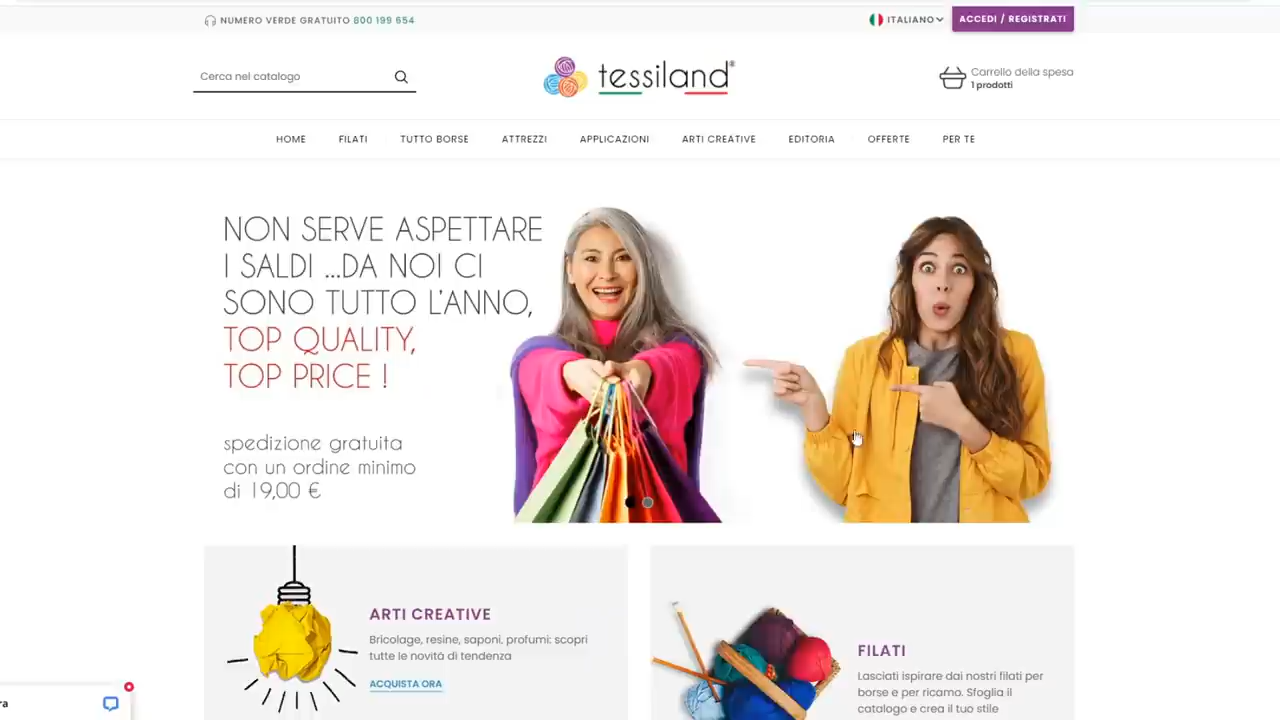 NUMERO VERDE GRATUITO 800 199 654
ITALIANO
ACCEDI / REGISTRATI
Cerca nel catalogo
tessiland®
Carrello della spesa
1 prodotti
HOME
FILATI
TUTTO BORSE
ATTREZZI
APPLICAZIONI
ARTI CREATIVE
EDITORIA
OFFERTE
PER TE
NON SERVE ASPETTARE
I SALDI ...DA NOI CI
SONO TUTTO L'ANNO,
TOP QUALITY,
TOP PRICE !
spedizione gratuita
con un ordine minimo
di 19,00 €
ARTI CREATIVE
Bricolage, resine, saponi, profumi: scopri
tutte le novità di tendenza
ACQUISTA ORA
FILATI
Lasciati ispirare dai nostri filati per
borse e per ricamo. Sfoglia il
catalogo e crea il tuo stile
ra